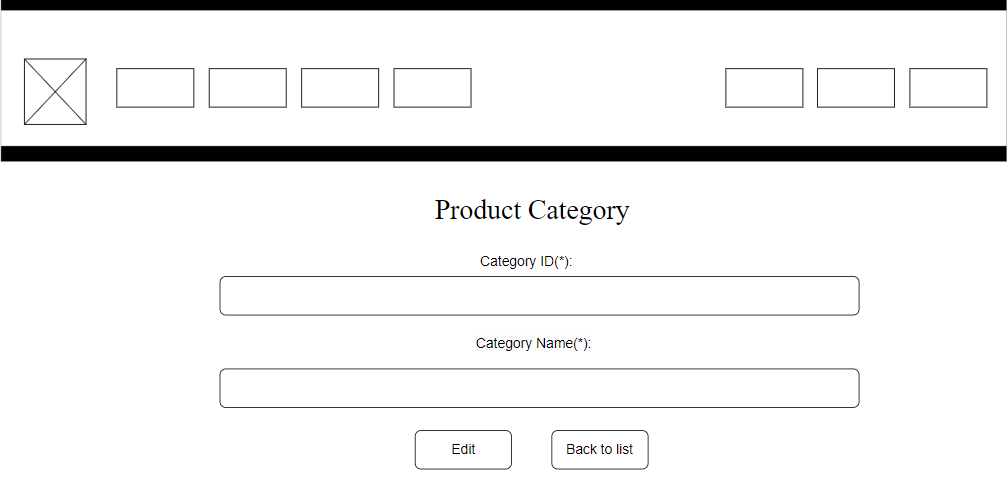 Product Category
Category ID(*):
Category Name(*):
Edit
Back to list